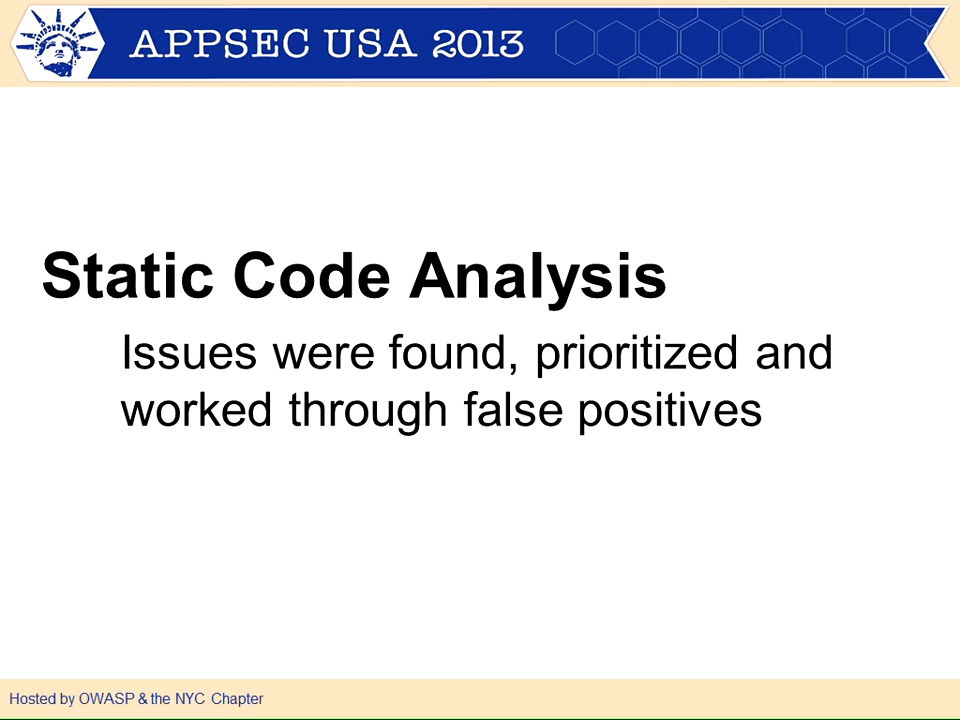 APPSEC USA 2013
Static Code Analysis
Issues were found, prioritized and
worked through false positives
Hosted by OWASP & the NYC Chapter